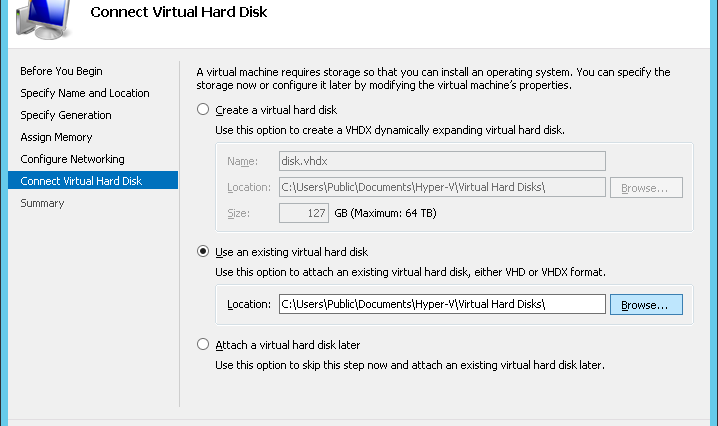 Connect Virtual Hard Disk
Before You Begin
Specify Name and Location
Specify Generation
Assign Memory
Configure Networking
Connect Virtual Hard Disk
Summary
A virtual machine requires storage so that you can install an operating system. You can specify the
storage now or configure it later by modifying the virtual machine's properties.
Create a virtual hard disk
Use this option to create a VHDX dynamically expanding virtual hard disk.
Name: disk.vhdx
Location: C:\Users\Public\Documents\Hyper-V\Virtual Hard Disks\ Browse...
Size: 127 GB (Maximum: 64 TB)
Use an existing virtual hard disk
Use this option to attach an existing virtual hard disk, either VHD or VHDX format.
Location: C:\Users\Public\Documents\Hyper-V\Virtual Hard Disks\ Browse...
Attach a virtual hard disk later
Use this option to skip this step now and attach an existing virtual hard disk later.